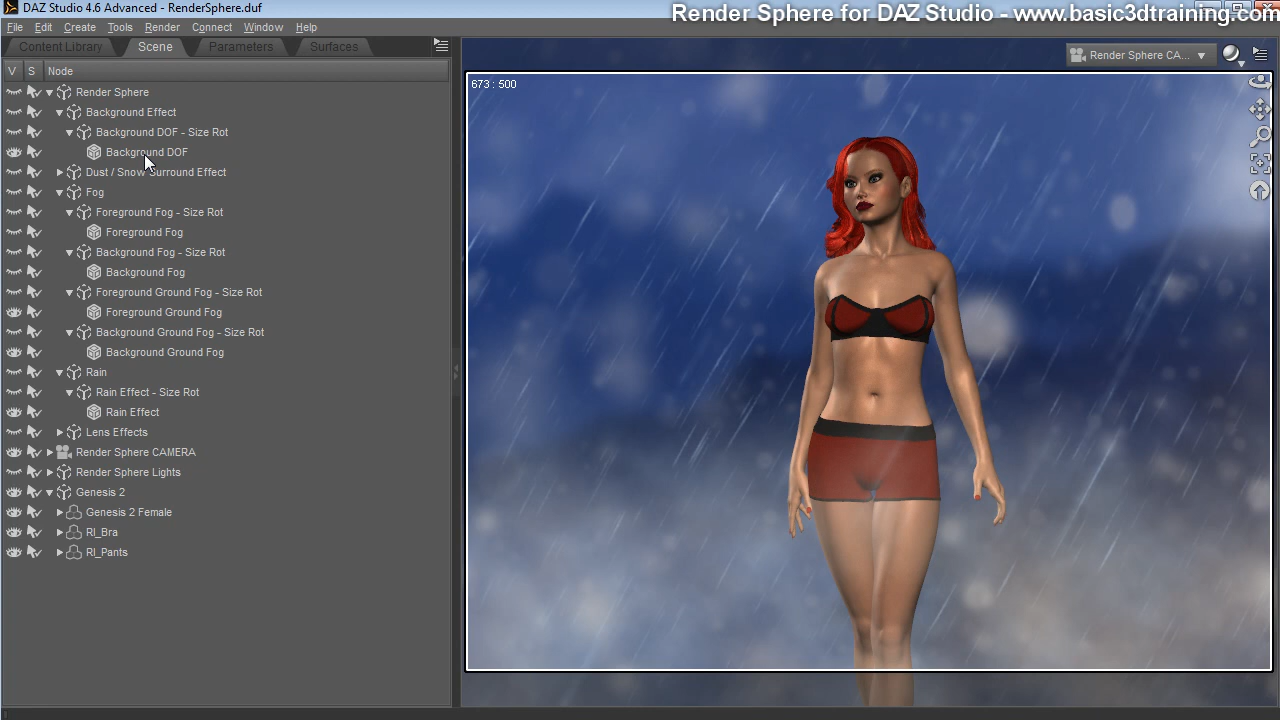 DAZ Studio 4.6 Advanced - RenderSphere.duf
Render Sphere for DAZ Studio - www.basic3dtraining.com
File Edit Create Tools Render Connect Window Help
Content Library Scene Parameters Surfaces
Render Sphere CA...
V S Node
673 : 500
Render Sphere
Background Effect
Background DOF - Size Rot
Background DOF
Dust / Snow Surround Effect
Fog
Foreground Fog - Size Rot
Foreground Fog
Background Fog - Size Rot
Background Fog
Foreground Ground Fog - Size Rot
Foreground Ground Fog
Background Ground Fog - Size Rot
Background Ground Fog
Rain
Rain Effect - Size Rot
Rain Effect
Lens Effects
Render Sphere CAMERA
Render Sphere Lights
Genesis 2
Genesis 2 Female
RI_Bra
RI_Pants